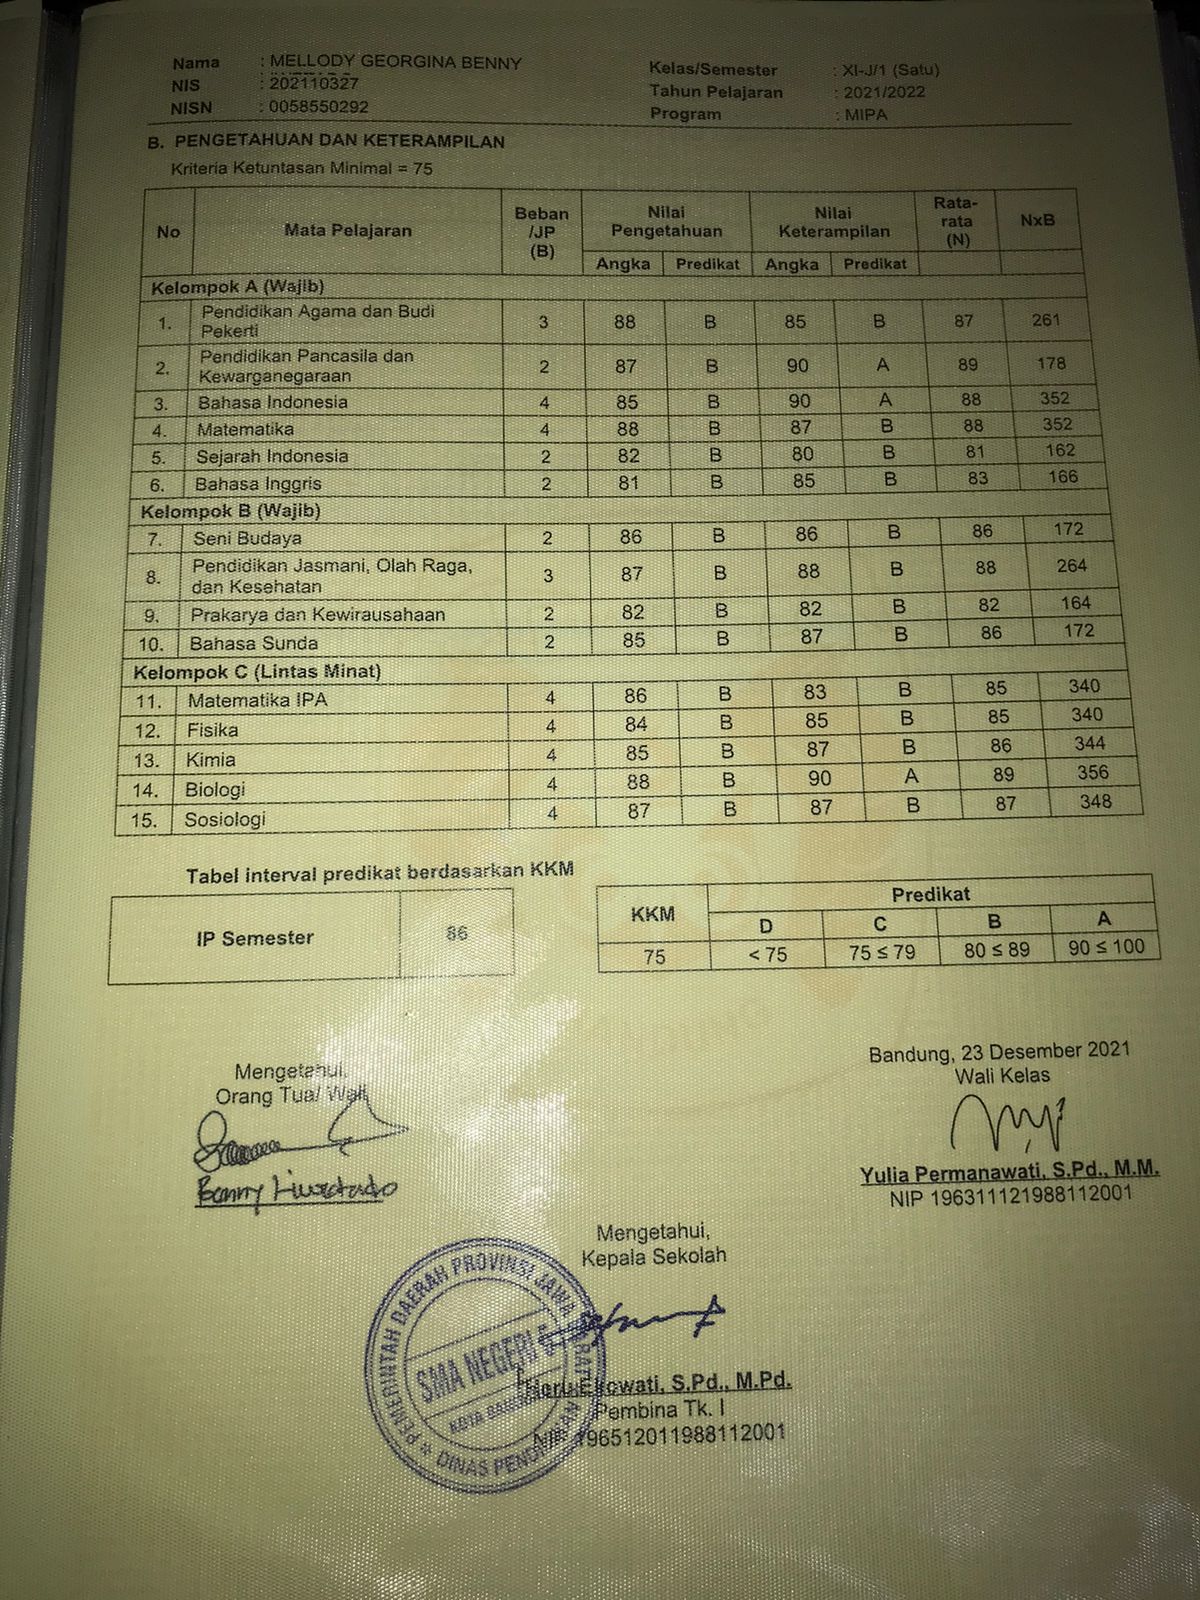 Nama : MELLODY GEORGINA BENNY
NIS : 202110327
NISN : 0058550292
Kelas/Semester : XI-J/1 (Satu)
Tahun Pelajaran : 2021/2022
Program : MIPA
B. PENGETAHUAN DAN KETERAMPILAN
Kriteria Ketuntasan Minimal = 75
No Mata Pelajaran Beban /JP (B) Nilai Pengetahuan Nilai Keterampilan Rata-rata (N) NxB
Angka Predikat Angka Predikat
Kelompok A (Wajib)
1. Pendidikan Agama dan Budi Pekerti 3 88 B 85 B 87 261
2. Pendidikan Pancasila dan Kewarganegaraan 2 87 B 90 A 89 178
3. Bahasa Indonesia 4 85 B 90 A 88 352
4. Matematika 4 88 B 87 B 88 352
5. Sejarah Indonesia 2 82 B 80 B 81 162
6. Bahasa Inggris 2 81 B 85 B 83 166
Kelompok B (Wajib)
7. Seni Budaya 2 86 B 86 B 86 172
8. Pendidikan Jasmani, Olah Raga, dan Kesehatan 3 87 B 88 B 88 264
9. Prakarya dan Kewirausahaan 2 82 B 82 B 82 164
10. Bahasa Sunda 2 85 B 87 B 86 172
Kelompok C (Lintas Minat)
11. Matematika IPA 4 86 B 83 B 85 340
12. Fisika 4 84 B 85 B 85 340
13. Kimia 4 85 B 87 B 86 344
14. Biologi 4 88 B 90 A 89 356
15. Sosiologi 4 87 B 87 B 87 348
Tabel interval predikat berdasarkan KKM
IP Semester 86
KKM Predikat
D C B A
75 < 75 75 ≤ 79 80 ≤ 89 90 ≤ 100
Bandung, 23 Desember 2021
Wali Kelas
Yulia Permanawati, S.Pd., M.M.
NIP 196311121988112001
Mengetahui,
Orang Tua/ Wali
Benny
Mengetahui,
Kepala Sekolah
S.Pd., M.Pd.
Pembina Tk. I
NIP 196512011988112001
PEMERINTAH DAERAH PROVINSI JAWA BARAT
SMA NEGERI 5
KOTA
DINAS PENDIDIKAN